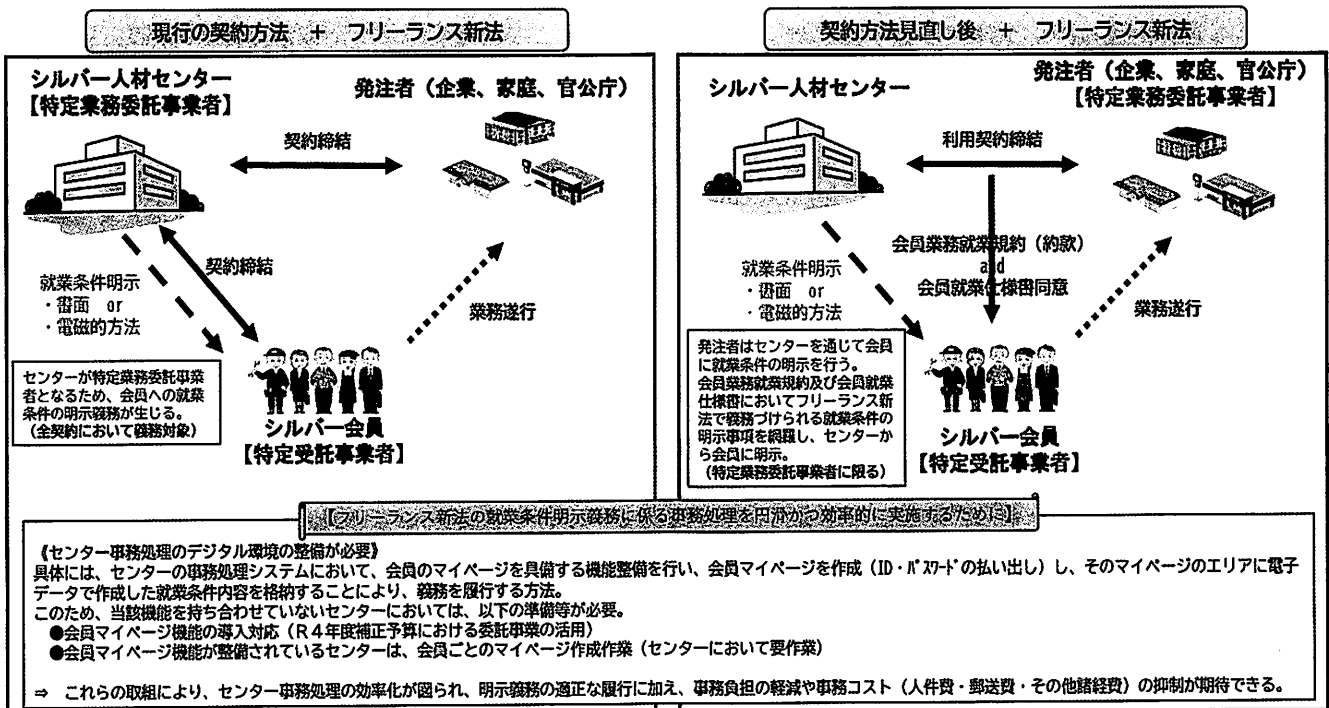 現行の契約方法 + フリーランス新法
シルバー人材センター
【特定業務委託事業者】
発注者（企業、家庭、官公庁）
契約締結
契約締結
就業条件明示
・書面 or
・電磁的方法
業務遂行
センターが特定業務委託事業
者となるため、会員への就業
条件の明示義務が生じる。
（全契約において義務対象）
シルバー会員
【特定受託事業者】
契約方法見直し後 + フリーランス新法
シルバー人材センター
発注者（企業、家庭、官公庁）
【特定業務委託事業者】
利用契約締結
会員業務就業規約（約款）
and
会員就業仕様書同意
就業条件明示
・書面 or
・電磁的方法
業務遂行
発注者はセンターを通じて会員
に就業条件の明示を行う。
会員業務就業規約及び会員就業
仕様書においてフリーランス新
法で義務づけられる就業条件の
明示事項を網羅し、センターか
ら会員に明示。
（特定業務委託事業者に限る）
シルバー会員
【特定受託事業者】
【フリーランス新法の就業条件明示義務に係る事務処理を円滑かつ効率的に実施するために】
《センター事務処理のデジタル環境の整備が必要》
具体には、センターの事務処理システムにおいて、会員のマイページを具備する機能整備を行い、会員マイページを作成（ID・ﾊﾟｽﾜｰﾄﾞの払い出し）し、そのマイページのエリアに電子
データで作成した就業条件内容を格納することにより、義務を履行する方法。
このため、当該機能を持ち合わせていないセンターにおいては、以下の準備等が必要。
●会員マイページ機能の導入対応（R４年度補正予算における委託事業の活用）
●会員マイページ機能が整備されているセンターは、会員ごとのマイページ作成作業（センターにおいて要作業）
⇒ これらの取組により、センター事務処理の効率化が図られ、明示義務の適正な履行に加え、事務負担の軽減や事務コスト（人件費・郵送費・その他諸経費）の抑制が期待できる。